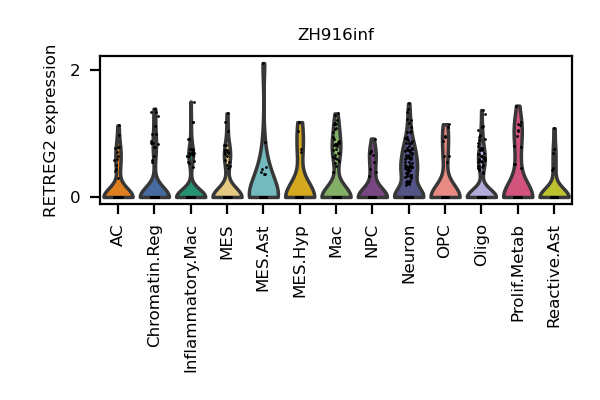 ZH916inf
RETREG2 expression
2
0
AC
Chromatin.Reg
Inflammatory.Mac
MES
MES.Ast
MES.Hyp
Mac
NPC
Neuron
OPC
Oligo
Prolif.Metab
Reactive.Ast